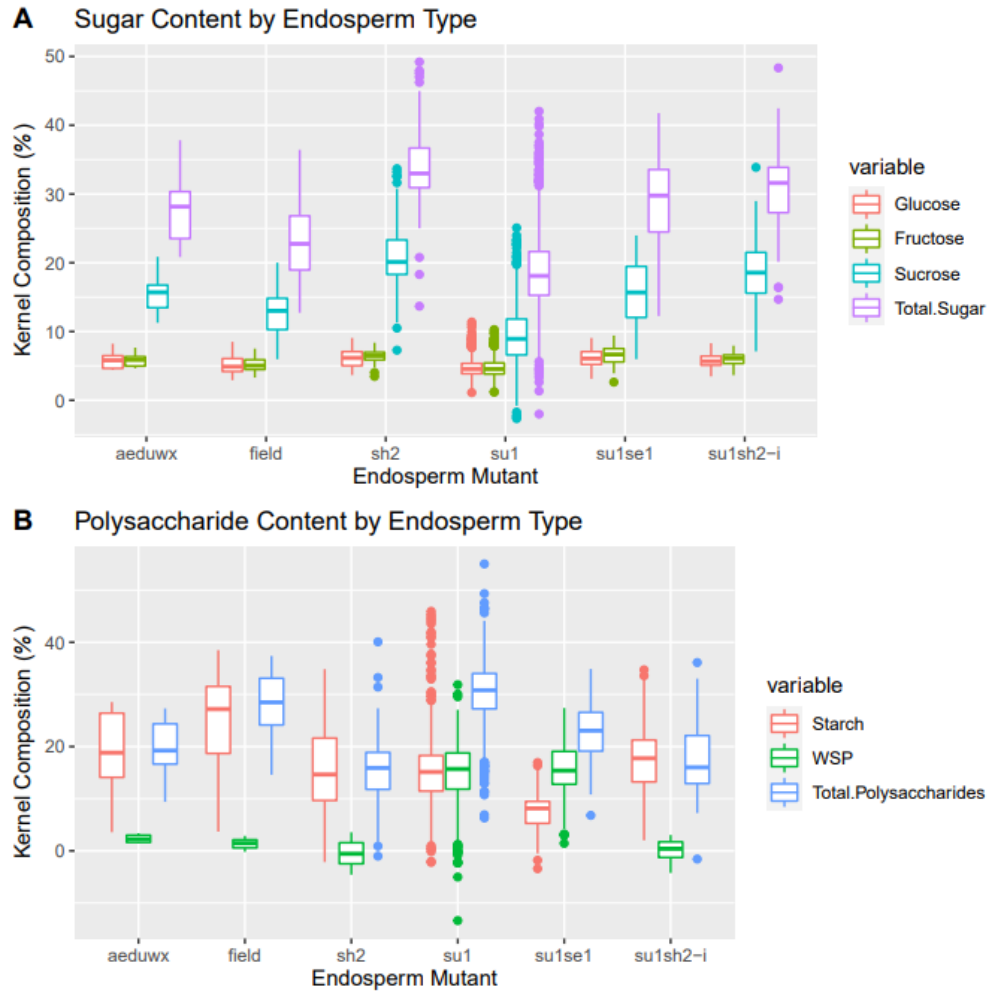 A Sugar Content by Endosperm Type
Kernel Composition (%)
50
40
30
20
10
0
aeduwx field sh2 su1 su1se1 su1sh2-i
Endosperm Mutant
variable
Glucose
Fructose
Sucrose
Total.Sugar
B Polysaccharide Content by Endosperm Type
Kernel Composition (%)
40
20
0
aeduwx field sh2 su1 su1se1 su1sh2-i
Endosperm Mutant
variable
Starch
WSP
Total.Polysaccharides